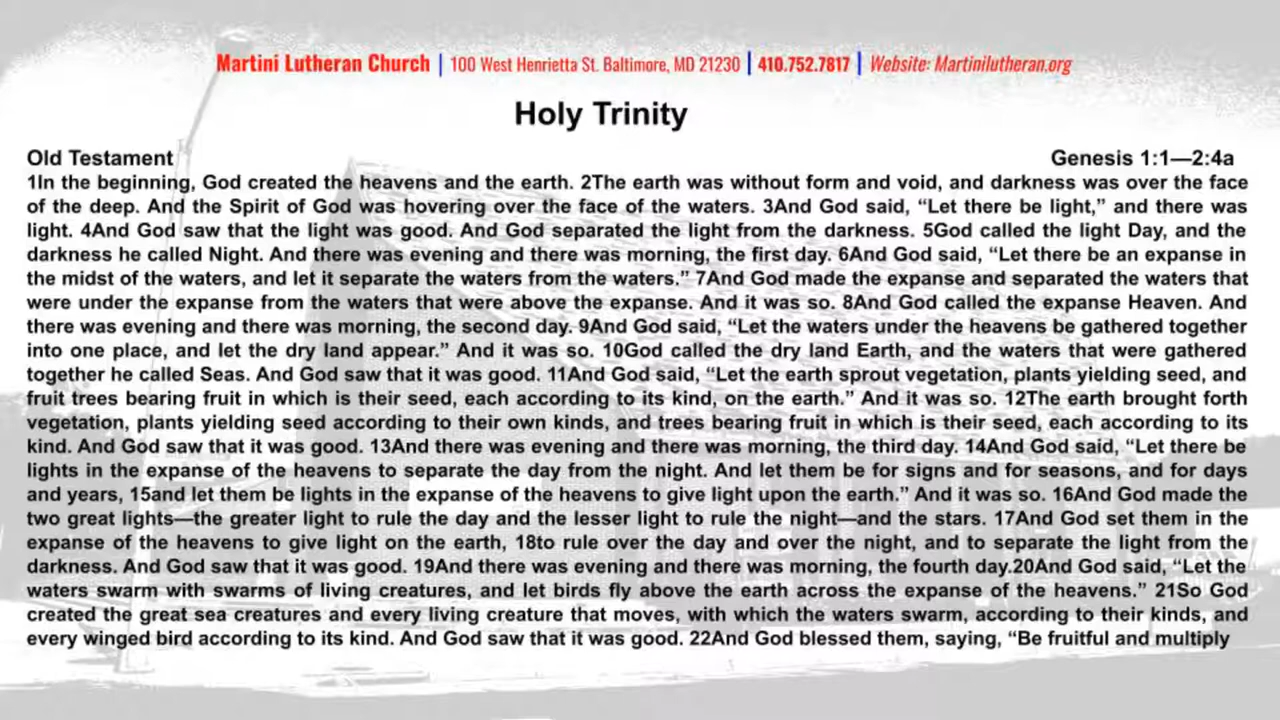 Martini Lutheran Church | 100 West Henrietta St. Baltimore, MD 21230 | 410.752.7817 | Website: Martinilutheran.org
Holy Trinity
Old Testament Genesis 1:1—2:4a
1In the beginning, God created the heavens and the earth. 2The earth was without form and void, and darkness was over the face
of the deep. And the Spirit of God was hovering over the face of the waters. 3And God said, “Let there be light,” and there was
light. 4And God saw that the light was good. And God separated the light from the darkness. 5God called the light Day, and the
darkness he called Night. And there was evening and there was morning, the first day. 6And God said, “Let there be an expanse in
the midst of the waters, and let it separate the waters from the waters.” 7And God made the expanse and separated the waters that
were under the expanse from the waters that were above the expanse. And it was so. 8And God called the expanse Heaven. And
there was evening and there was morning, the second day. 9And God said, “Let the waters under the heavens be gathered together
into one place, and let the dry land appear.” And it was so. 10God called the dry land Earth, and the waters that were gathered
together he called Seas. And God saw that it was good. 11And God said, “Let the earth sprout vegetation, plants yielding seed, and
fruit trees bearing fruit in which is their seed, each according to its kind, on the earth.” And it was so. 12The earth brought forth
vegetation, plants yielding seed according to their own kinds, and trees bearing fruit in which is their seed, each according to its
kind. And God saw that it was good. 13And there was evening and there was morning, the third day. 14And God said, “Let there be
lights in the expanse of the heavens to separate the day from the night. And let them be for signs and for seasons, and for days
and years, 15and let them be lights in the expanse of the heavens to give light upon the earth.” And it was so. 16And God made the
two great lights—the greater light to rule the day and the lesser light to rule the night—and the stars. 17And God set them in the
expanse of the heavens to give light on the earth, 18to rule over the day and over the night, and to separate the light from the
darkness. And God saw that it was good. 19And there was evening and there was morning, the fourth day.20And God said, “Let the
waters swarm with swarms of living creatures, and let birds fly above the earth across the expanse of the heavens.” 21So God
created the great sea creatures and every living creature that moves, with which the waters swarm, according to their kinds, and
every winged bird according to its kind. And God saw that it was good. 22And God blessed them, saying, “Be fruitful and multiply